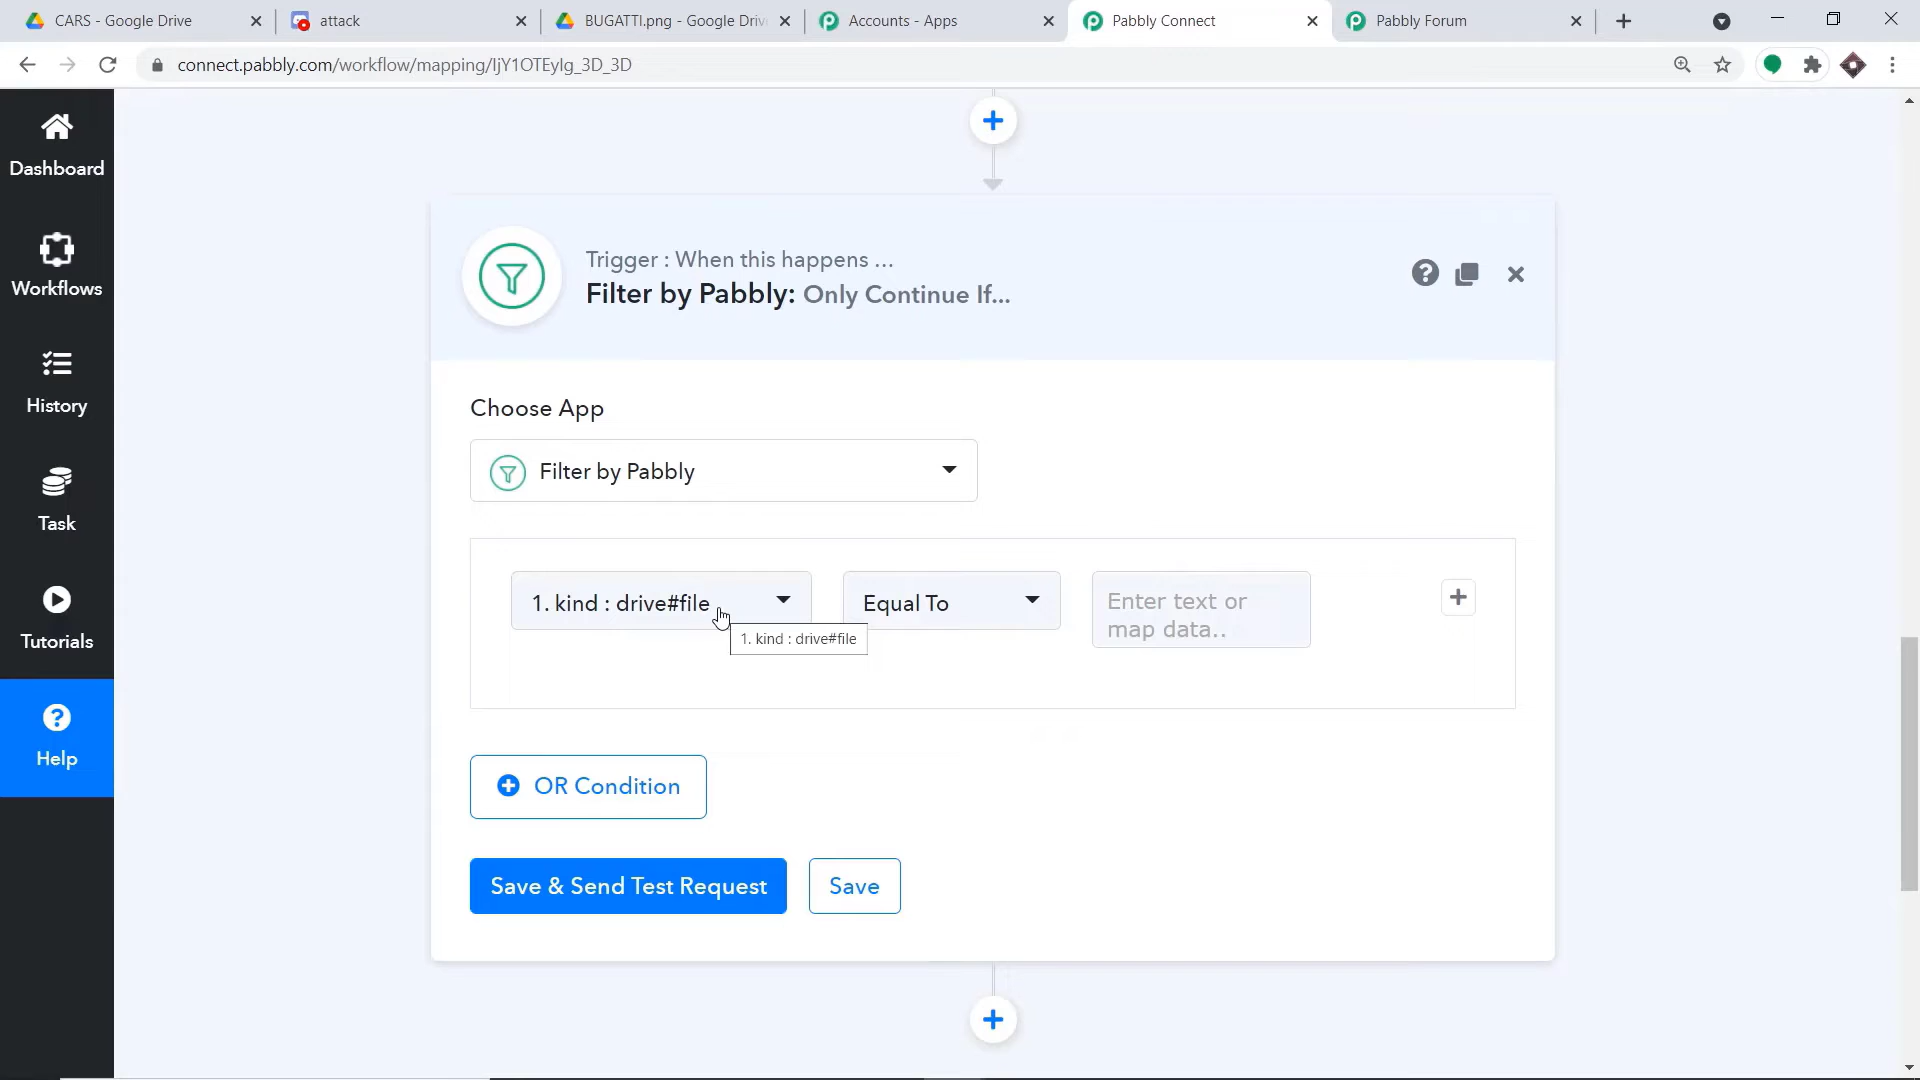 CARS - Google Drive
attack
BUGATTI.png - Google Driv
Accounts - Apps
Pabbly Connect
Pabbly Forum
connect.pabbly.com/workflow/mapping/IjY1OTEyIg_3D_3D
Dashboard
Workflows
History
Task
Tutorials
Help
Trigger : When this happens ...
Filter by Pabbly: Only Continue If...
Choose App
Filter by Pabbly
1. kind : drive#file
Equal To
Enter text or
map data..
1. kind : drive#file
OR Condition
Save & Send Test Request
Save